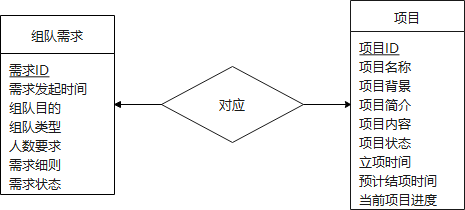 组队需求
需求ID
需求发起时间
组队目的
组队类型
人数要求
需求细则
需求状态
对应
项目
项目ID
项目名称
项目背景
项目简介
项目内容
项目状态
立项时间
预计结项时间
当前项目进度